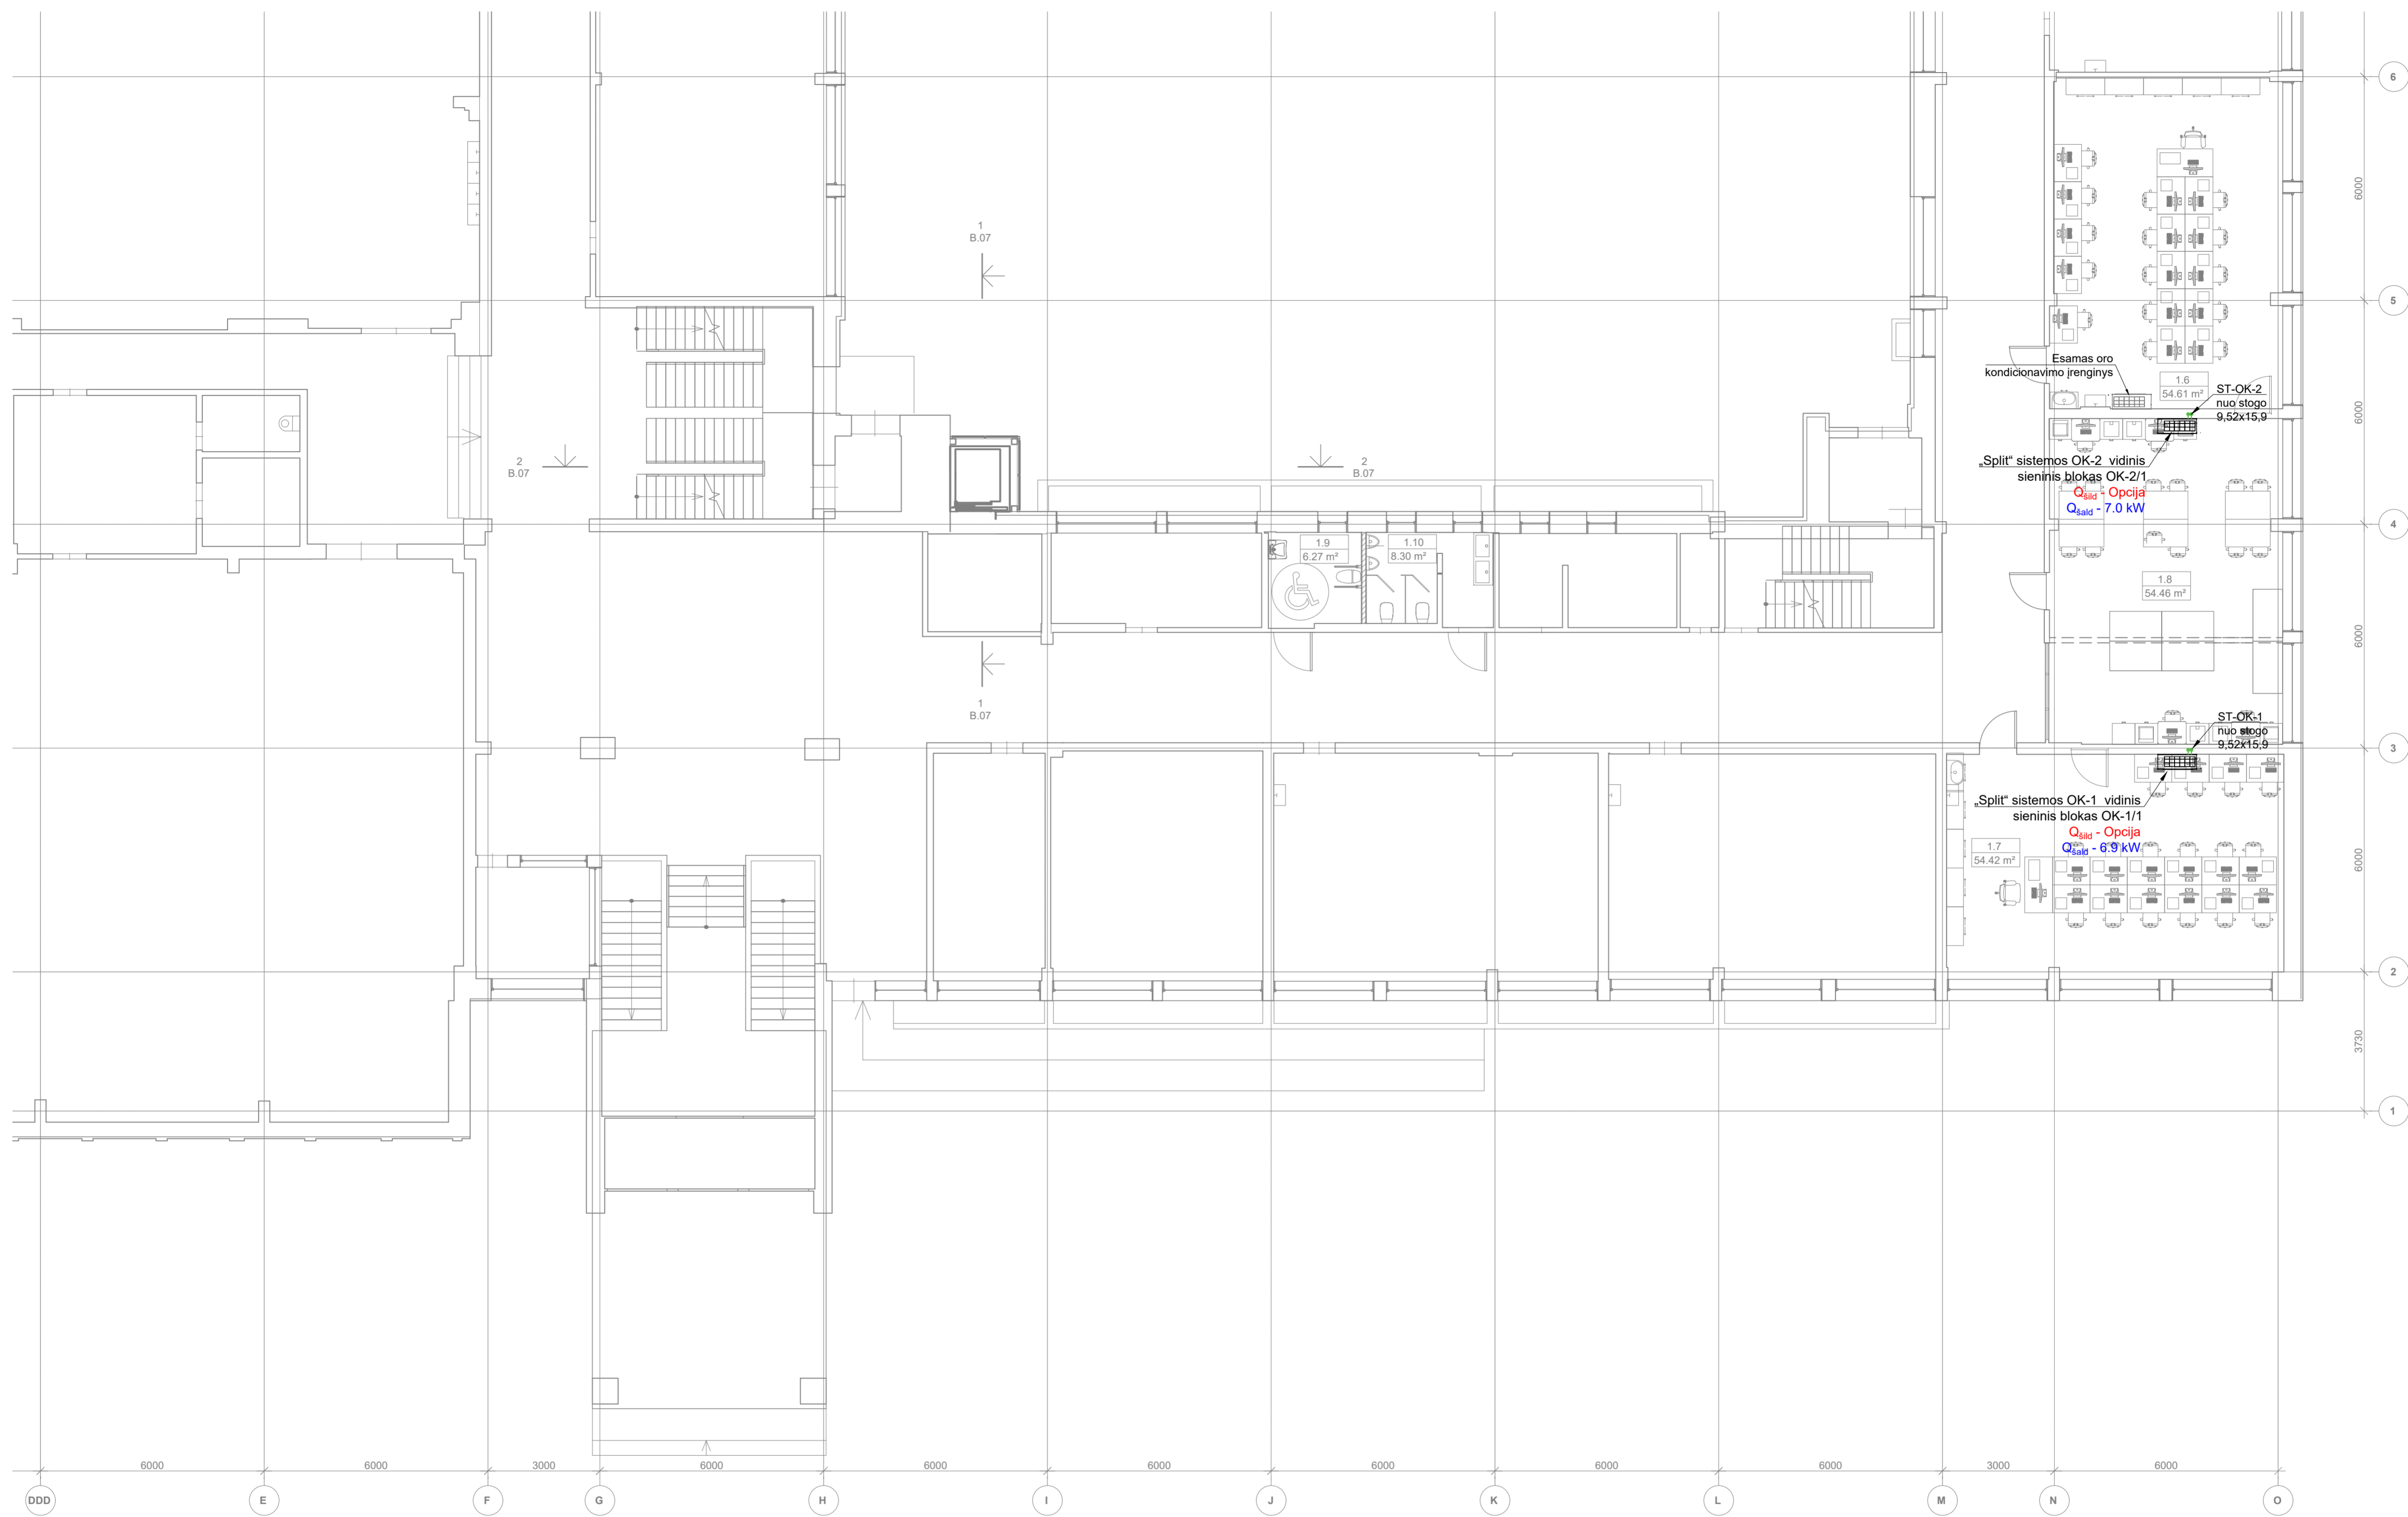 6
6000
1
B.07
5
Esamas oro
kondicionavimo įrenginys
1.6
54.61 m²
ST-OK-2
nuo stogo
9,52x15,9
6000
2
B.07
2
B.07
„Split“ sistemos OK-2 vidinis
sieninis blokas OK-2/1
Qšild - Opcija
Qšald - 7.0 kW
4
1.9
6.27 m²
1.10
8.30 m²
1.8
54.46 m²
6000
1
B.07
ST-OK-1
nuo stogo
9,52x15,9
3
„Split“ sistemos OK-1 vidinis
sieninis blokas OK-1/1
Qšild - Opcija
Qšald - 6.9 kW
1.7
54.42 m²
6000
2
3730
1
6000
6000
3000
6000
6000
6000
6000
6000
6000
3000
6000
DDD
E
F
G
H
I
J
K
L
M
N
O